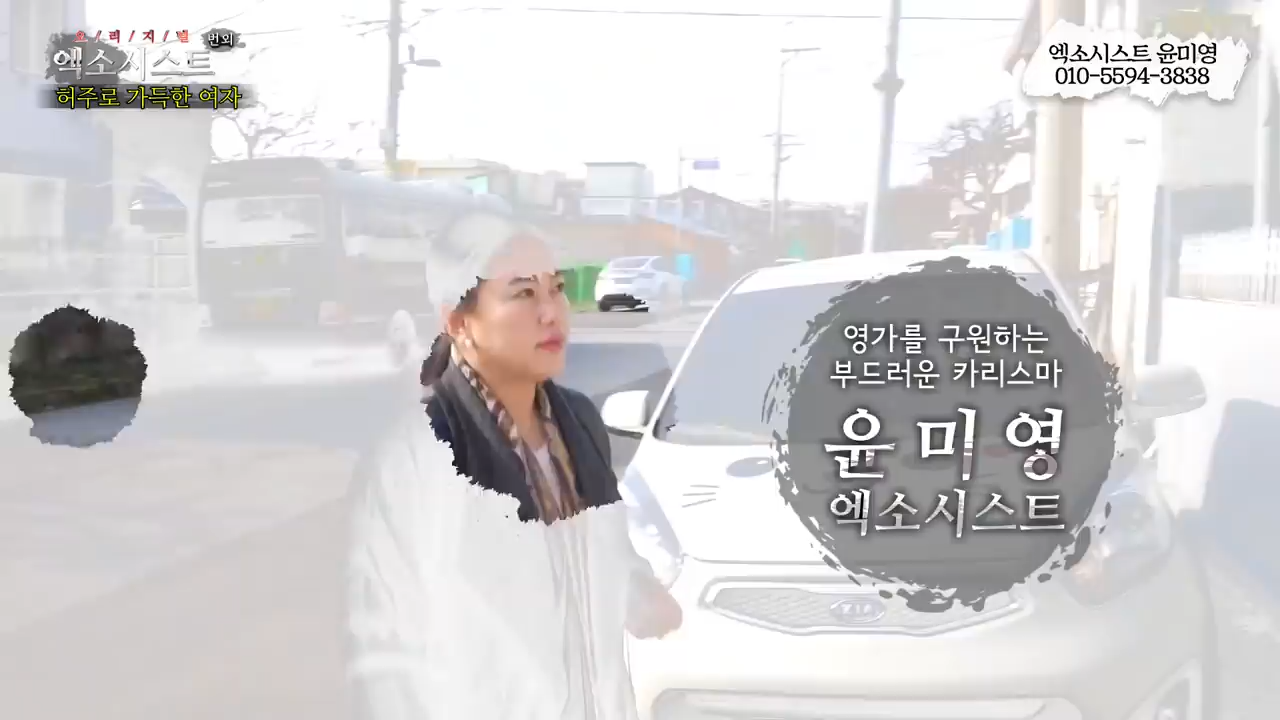 오/리/지/널
번외
엑소시스트
허주로 가득한 여자
엑소시스트 윤미영
010-5594-3838
영가를 구원하는
부드러운 카리스마
윤미영
엑소시스트
KIA